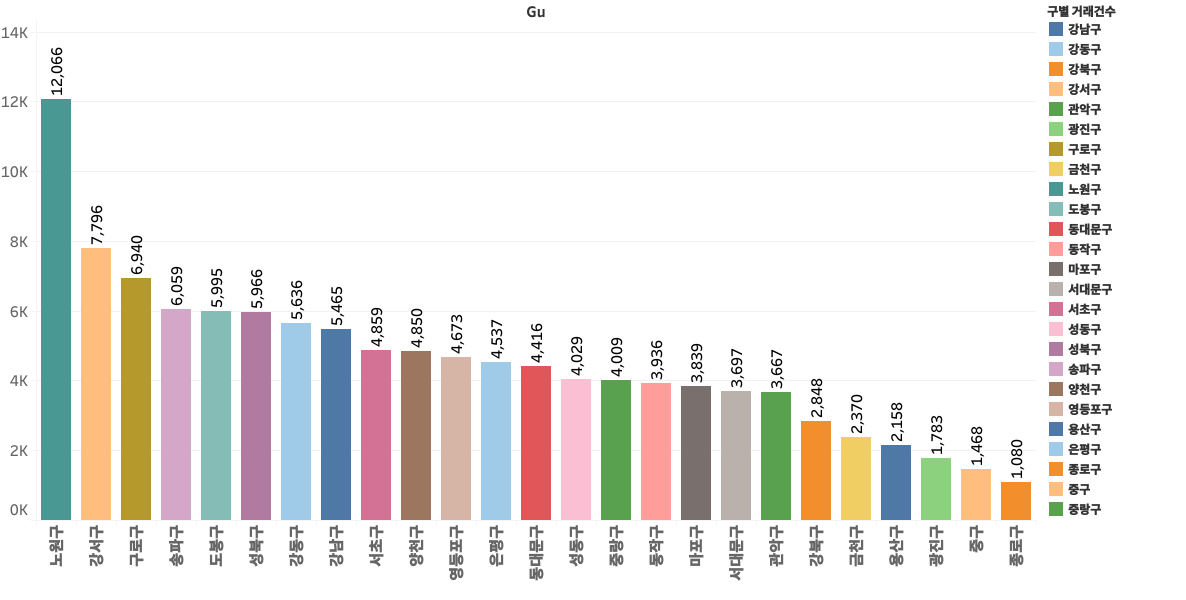 Gu
14K
12K
10K
8K
6K
4K
2K
0K
12,066
7,796
6,940
6,059
5,995
5,966
5,636
5,465
4,859
4,850
4,673
4,537
4,416
4,029
4,009
3,936
3,839
3,697
3,667
2,848
2,370
2,158
1,783
1,468
1,080
노원구
강서구
구로구
송파구
도봉구
성북구
강동구
강남구
서초구
양천구
영등포구
은평구
동대문구
성동구
중랑구
동작구
마포구
서대문구
관악구
강북구
금천구
용산구
광진구
중구
종로구
구별 거래건수
강남구
강동구
강북구
강서구
관악구
광진구
구로구
금천구
노원구
도봉구
동대문구
동작구
마포구
서대문구
서초구
성동구
성북구
송파구
양천구
영등포구
용산구
은평구
종로구
중구
중랑구